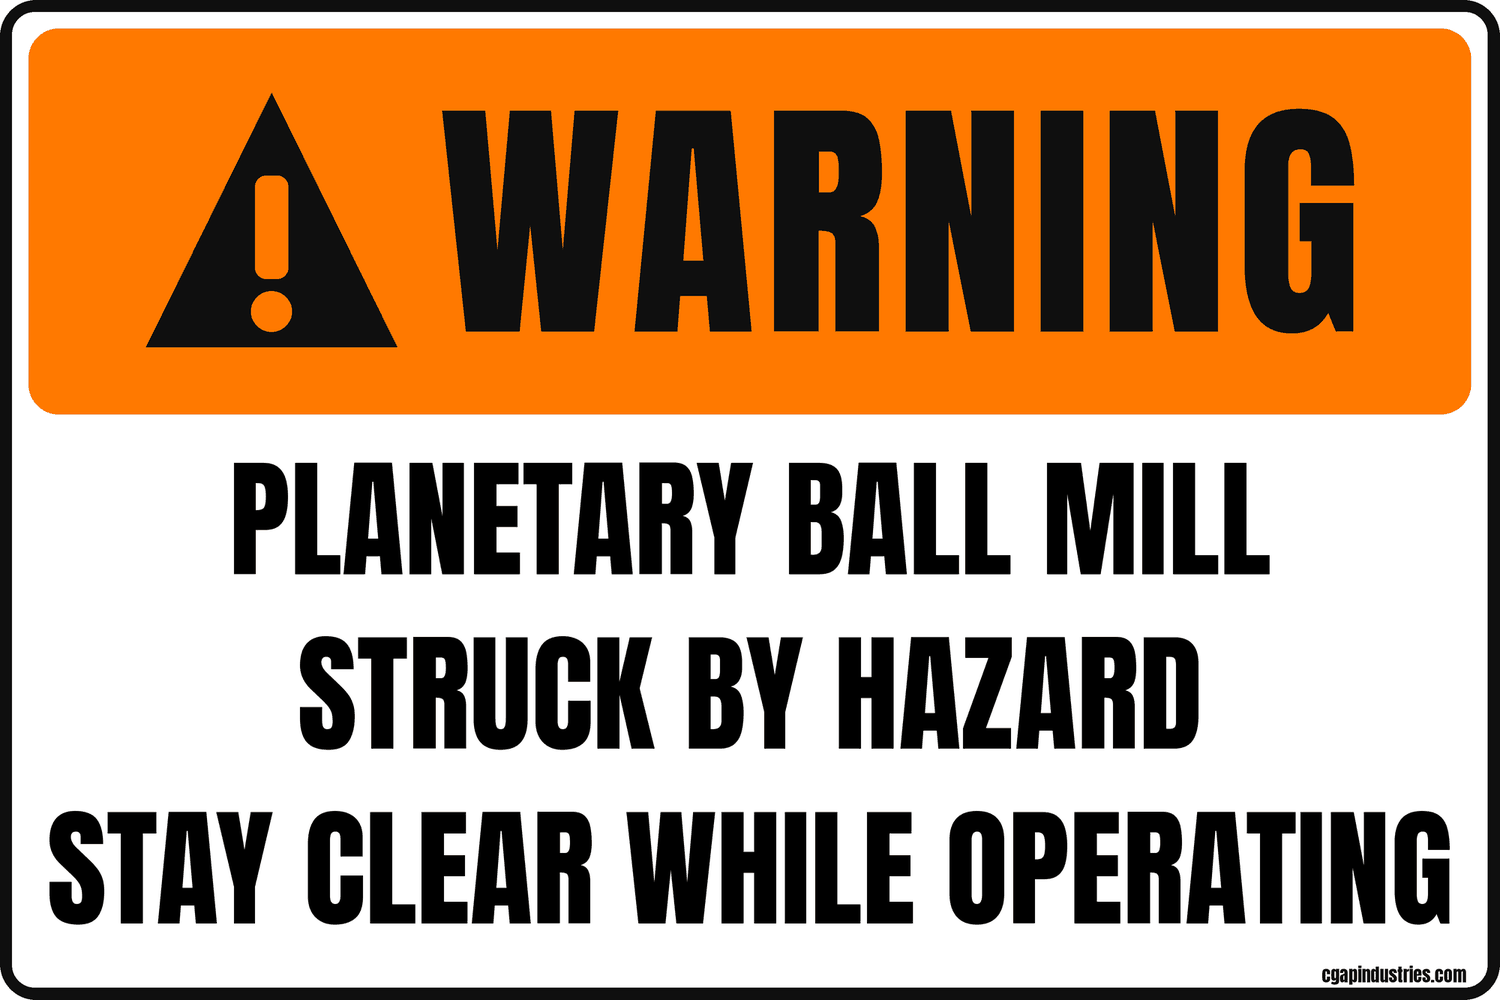 WARNING
PLANETARY BALL MILL
STRUCK BY HAZARD
STAY CLEAR WHILE OPERATING
cgapindustries.com